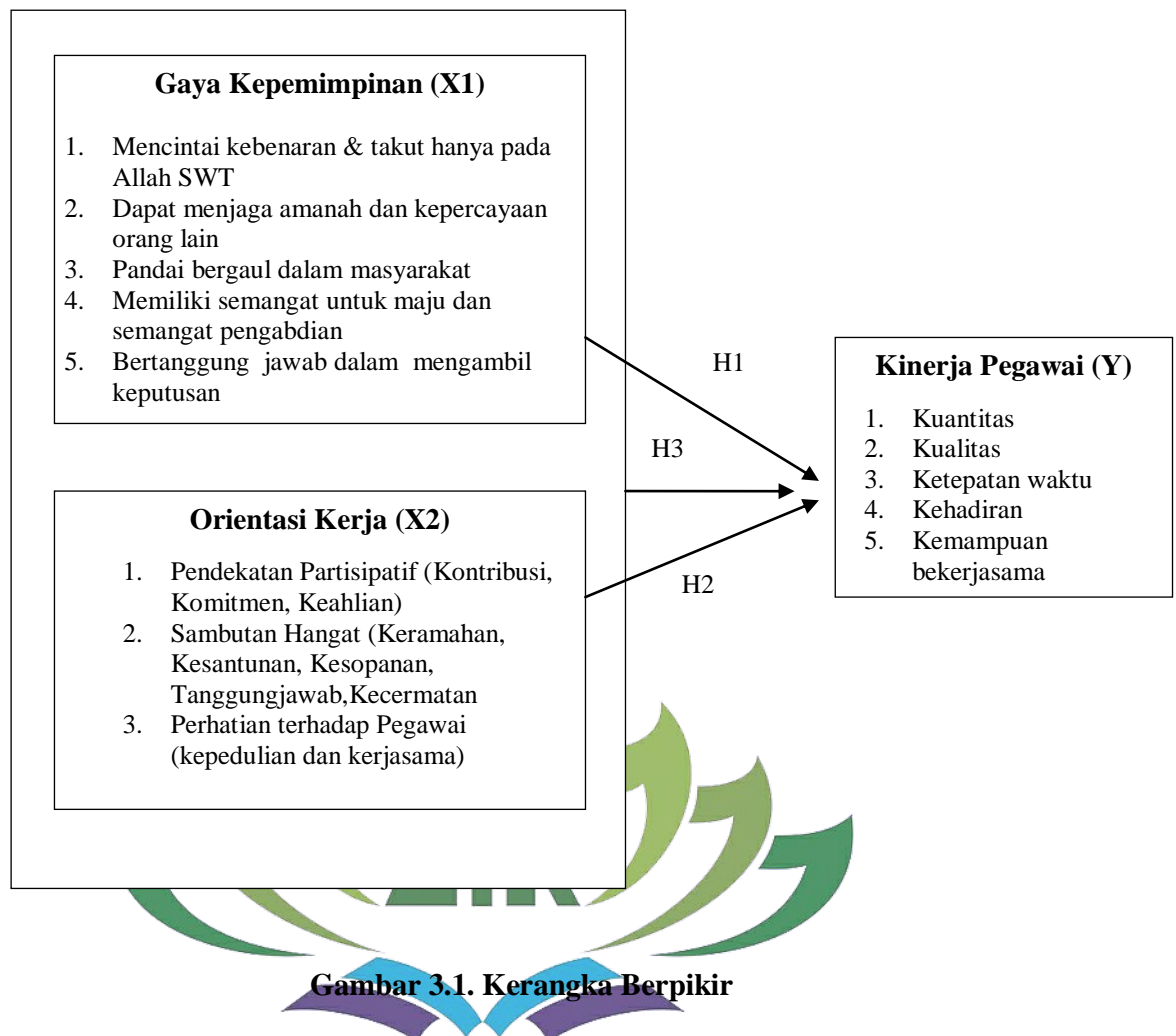 Gaya Kepemimpinan (X1)
1. Mencintai kebenaran & takut hanya pada
Allah SWT
2. Dapat menjaga amanah dan kepercayaan
orang lain
3. Pandai bergaul dalam masyarakat
4. Memiliki semangat untuk maju dan
semangat pengabdian
5. Bertanggung jawab dalam mengambil
keputusan
Orientasi Kerja (X2)
1. Pendekatan Partisipatif (Kontribusi,
Komitmen, Keahlian)
2. Sambutan Hangat (Keramahan,
Kesantunan, Kesopanan,
Tanggungjawab,Kecermatan
3. Perhatian terhadap Pegawai
(kepedulian dan kerjasama)
H1
H3
H2
Kinerja Pegawai (Y)
1. Kuantitas
2. Kualitas
3. Ketepatan waktu
4. Kehadiran
5. Kemampuan
bekerjasama
Gambar 3.1. Kerangka Berpikir